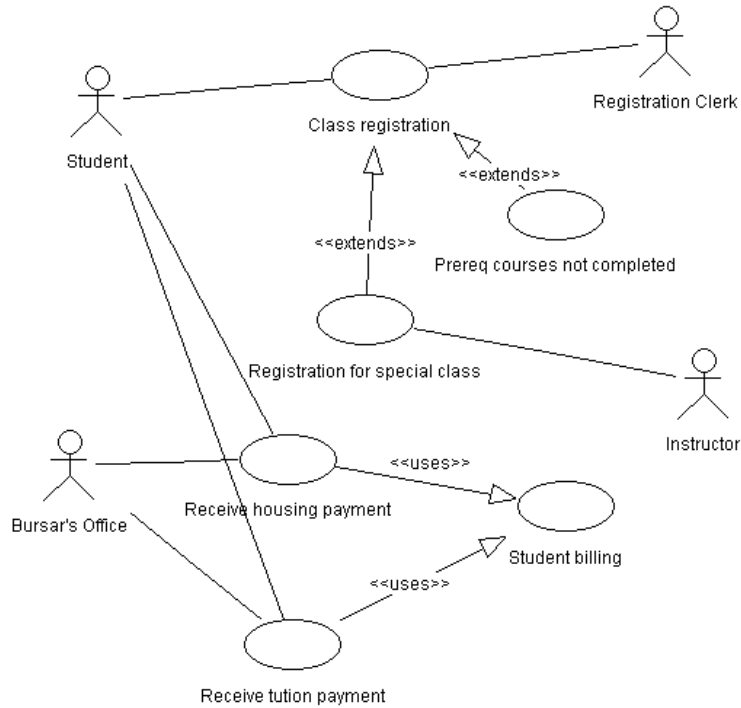 Registration Clerk
Class registration
Student
<<extends>>
<<extends>>
Prereq courses not completed
Registration for special class
Instructor
<<uses>>
Receive housing payment
Bursar's Office
Student billing
<<uses>>
Receive tution payment